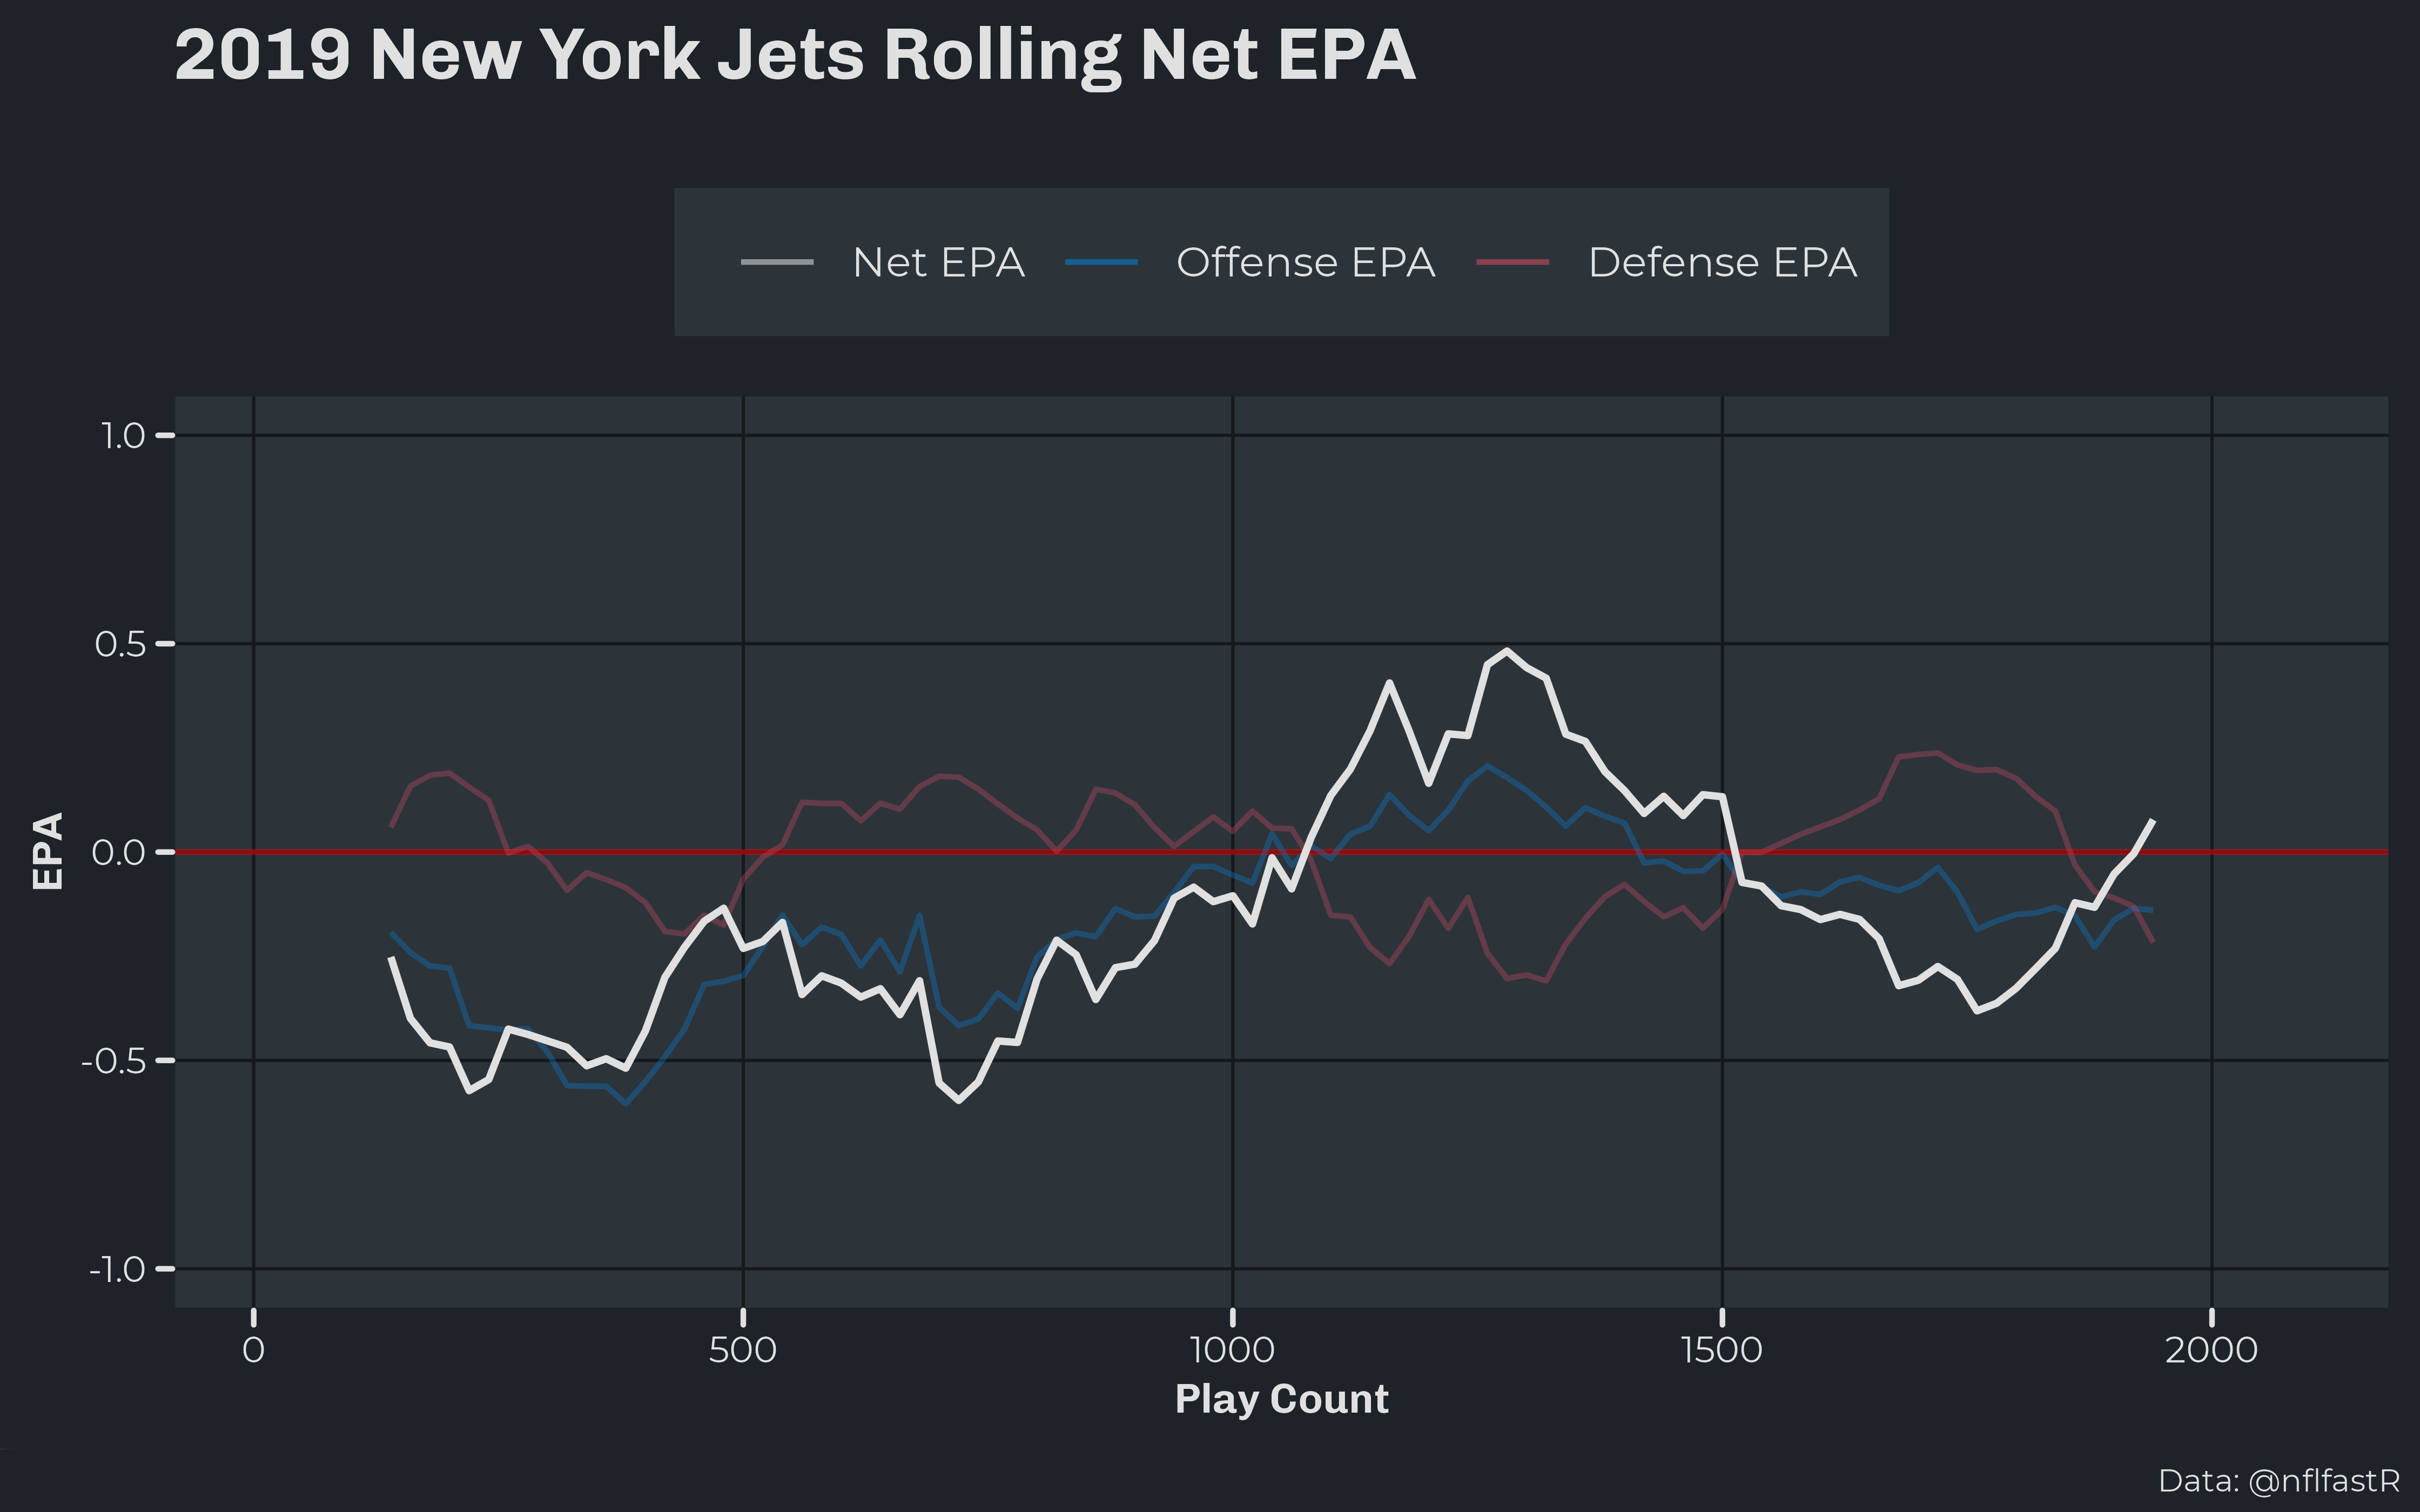 2019 New York Jets Rolling Net EPA
Net EPA Offense EPA Defense EPA
1.0
0.5
0.0
-0.5
-1.0
EPA
0 500 1000 1500 2000
Play Count
Data: @nflfastR